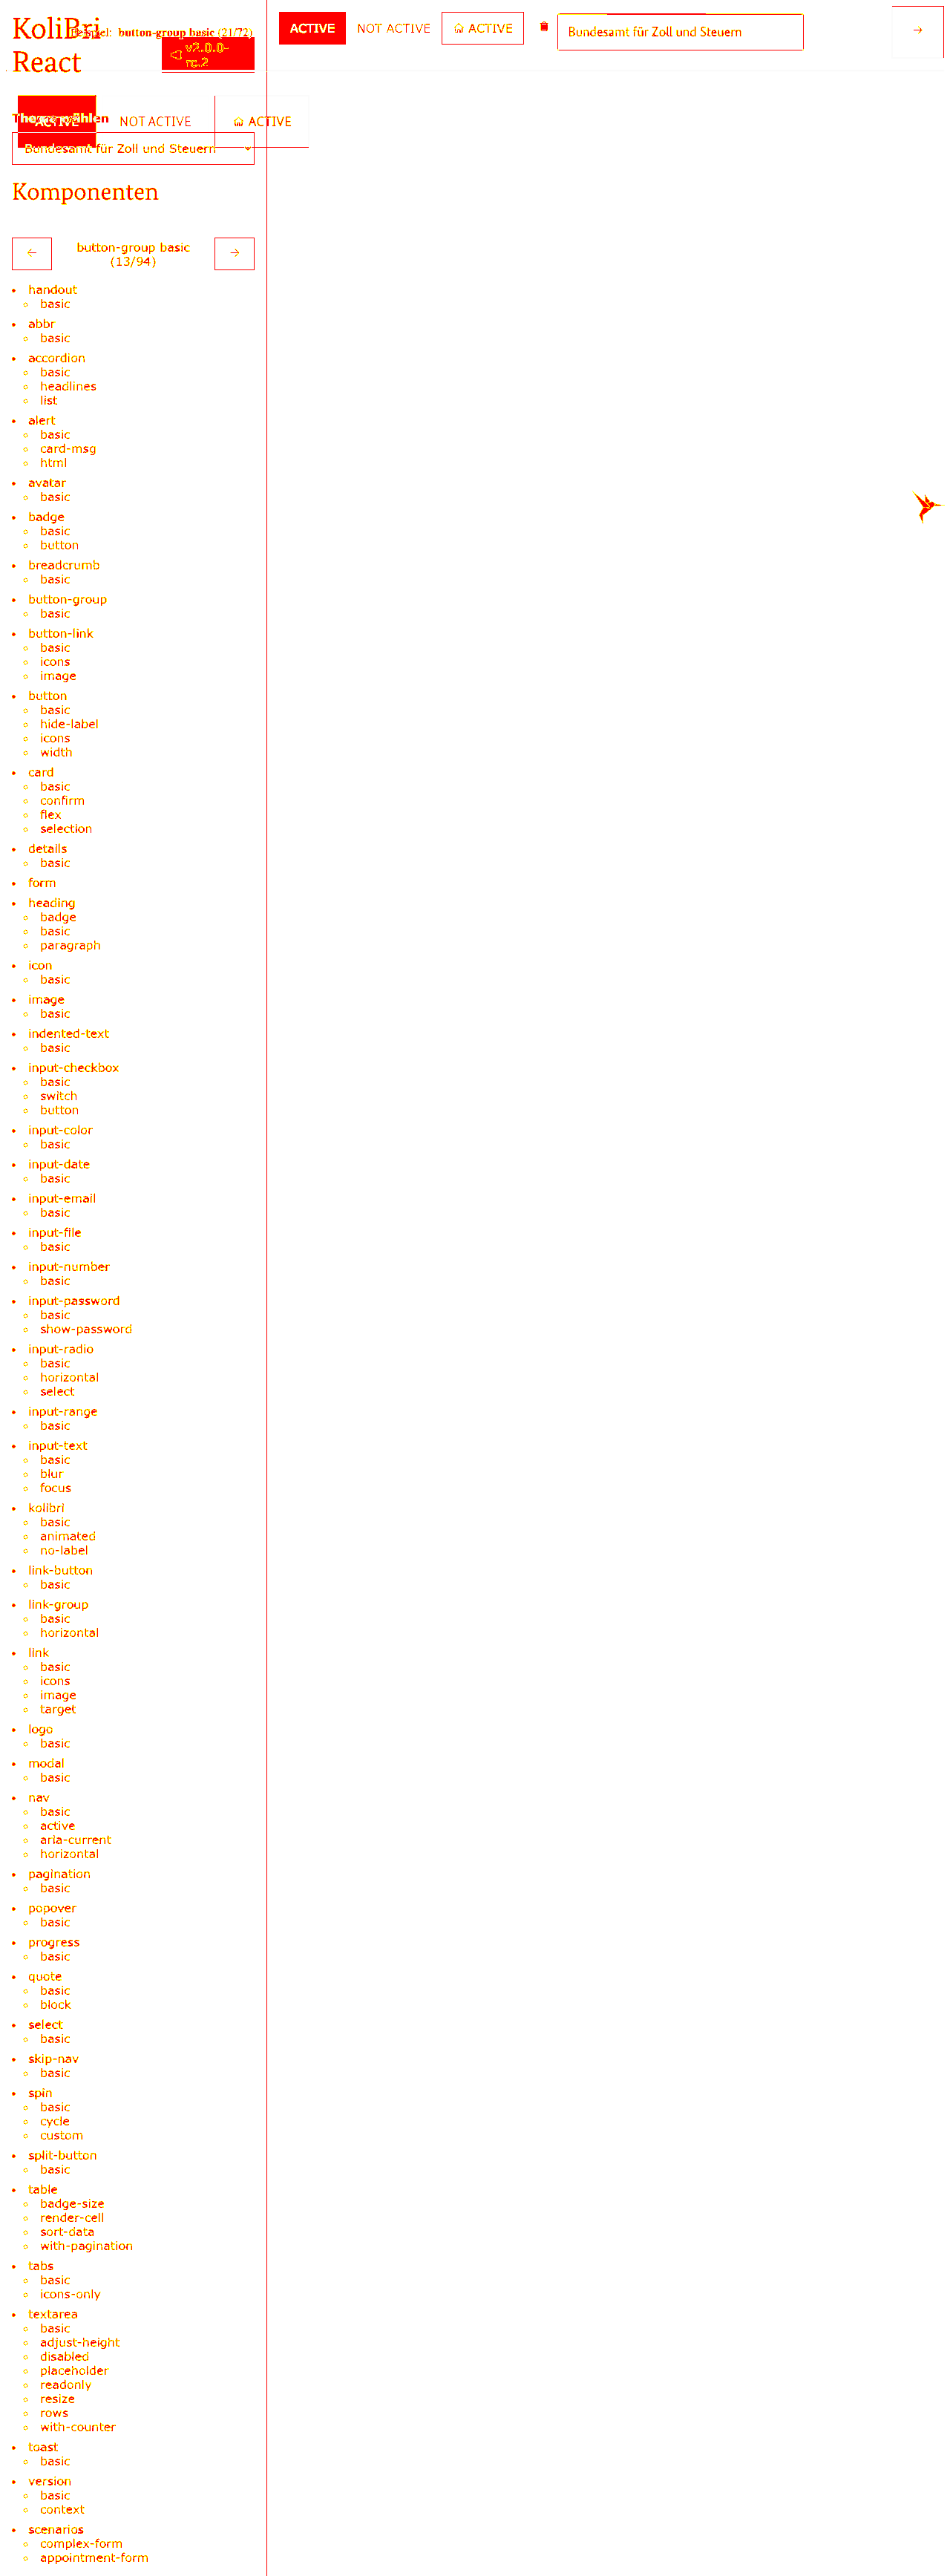 KoliBri
React
button-group basic (21/72)
v2.0.0-
rc.2
ACTIVE
NOT ACTIVE
ACTIVE
Bundesamt für Zoll und Steuern
ACTIVE
NOT ACTIVE
ACTIVE
Bundesamt für Zoll und Steuern
Komponenten
button-group basic
(13/94)
handout
basic
abbr
basic
accordion
basic
headlines
list
alert
basic
card-msg
html
avatar
basic
badge
basic
button
breadcrumb
basic
button-group
basic
button-link
basic
icons
image
button
basic
hide-label
icons
width
card
basic
confirm
flex
selection
details
basic
form
heading
badge
basic
paragraph
icon
basic
image
basic
indented-text
basic
input-checkbox
basic
switch
button
input-color
basic
input-date
basic
input-email
basic
input-file
basic
input-number
basic
input-password
basic
show-password
input-radio
basic
horizontal
select
input-range
basic
input-text
basic
blur
focus
kolibri
basic
animated
no-label
link-button
basic
link-group
basic
horizontal
link
basic
icons
image
target
logo
basic
modal
basic
nav
basic
active
aria-current
horizontal
pagination
basic
popover
basic
progress
basic
quote
basic
block
select
basic
skip-nav
basic
spin
basic
cycle
custom
split-button
basic
table
badge-size
render-cell
sort-data
with-pagination
tabs
basic
icons-only
textarea
basic
adjust-height
disabled
placeholder
readonly
resize
rows
with-counter
toast
basic
version
basic
context
scenarios
complex-form
appointment-form